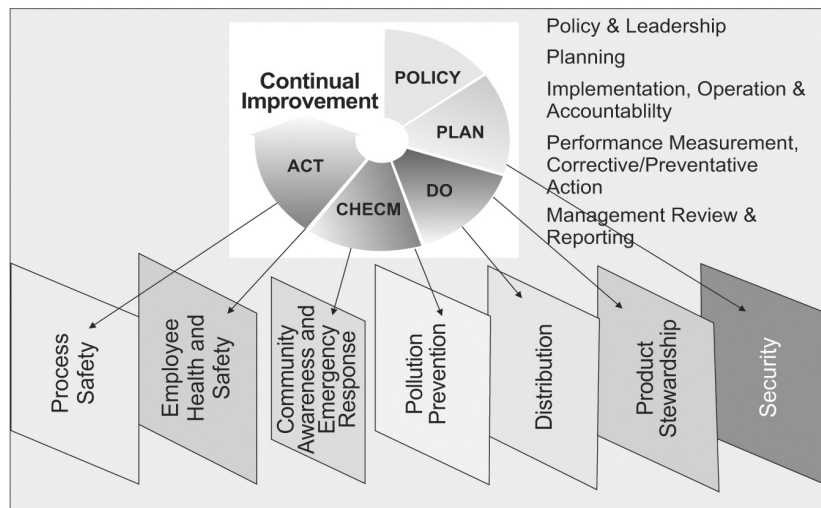 Policy & Leadership
Planning
Implementation, Operation &
Accountablilty
Performance Measurement,
Corrective/Preventative
Action
Management Review &
Reporting
Continual
Improvement
POLICY
PLAN
DO
CHECM
ACT
Process
Safety
Employee
Health and
Safety
Community
Awareness and
Emergency
Response
Pollution
Prevention
Distribution
Product
Stewardship
Security